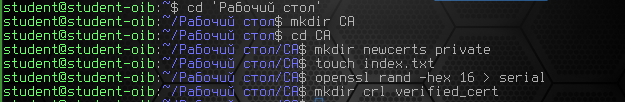 student@student-oib:~$ cd 'Рабочий стол'
student@student-oib:~/Рабочий стол$ mkdir CA
student@student-oib:~/Рабочий стол$ cd CA
student@student-oib:~/Рабочий стол/CA$ mkdir newcerts private
student@student-oib:~/Рабочий стол/CA$ touch index.txt
student@student-oib:~/Рабочий стол/CA$ openssl rand -hex 16 > serial
student@student-oib:~/Рабочий стол/CA$ mkdir crl verified_cert